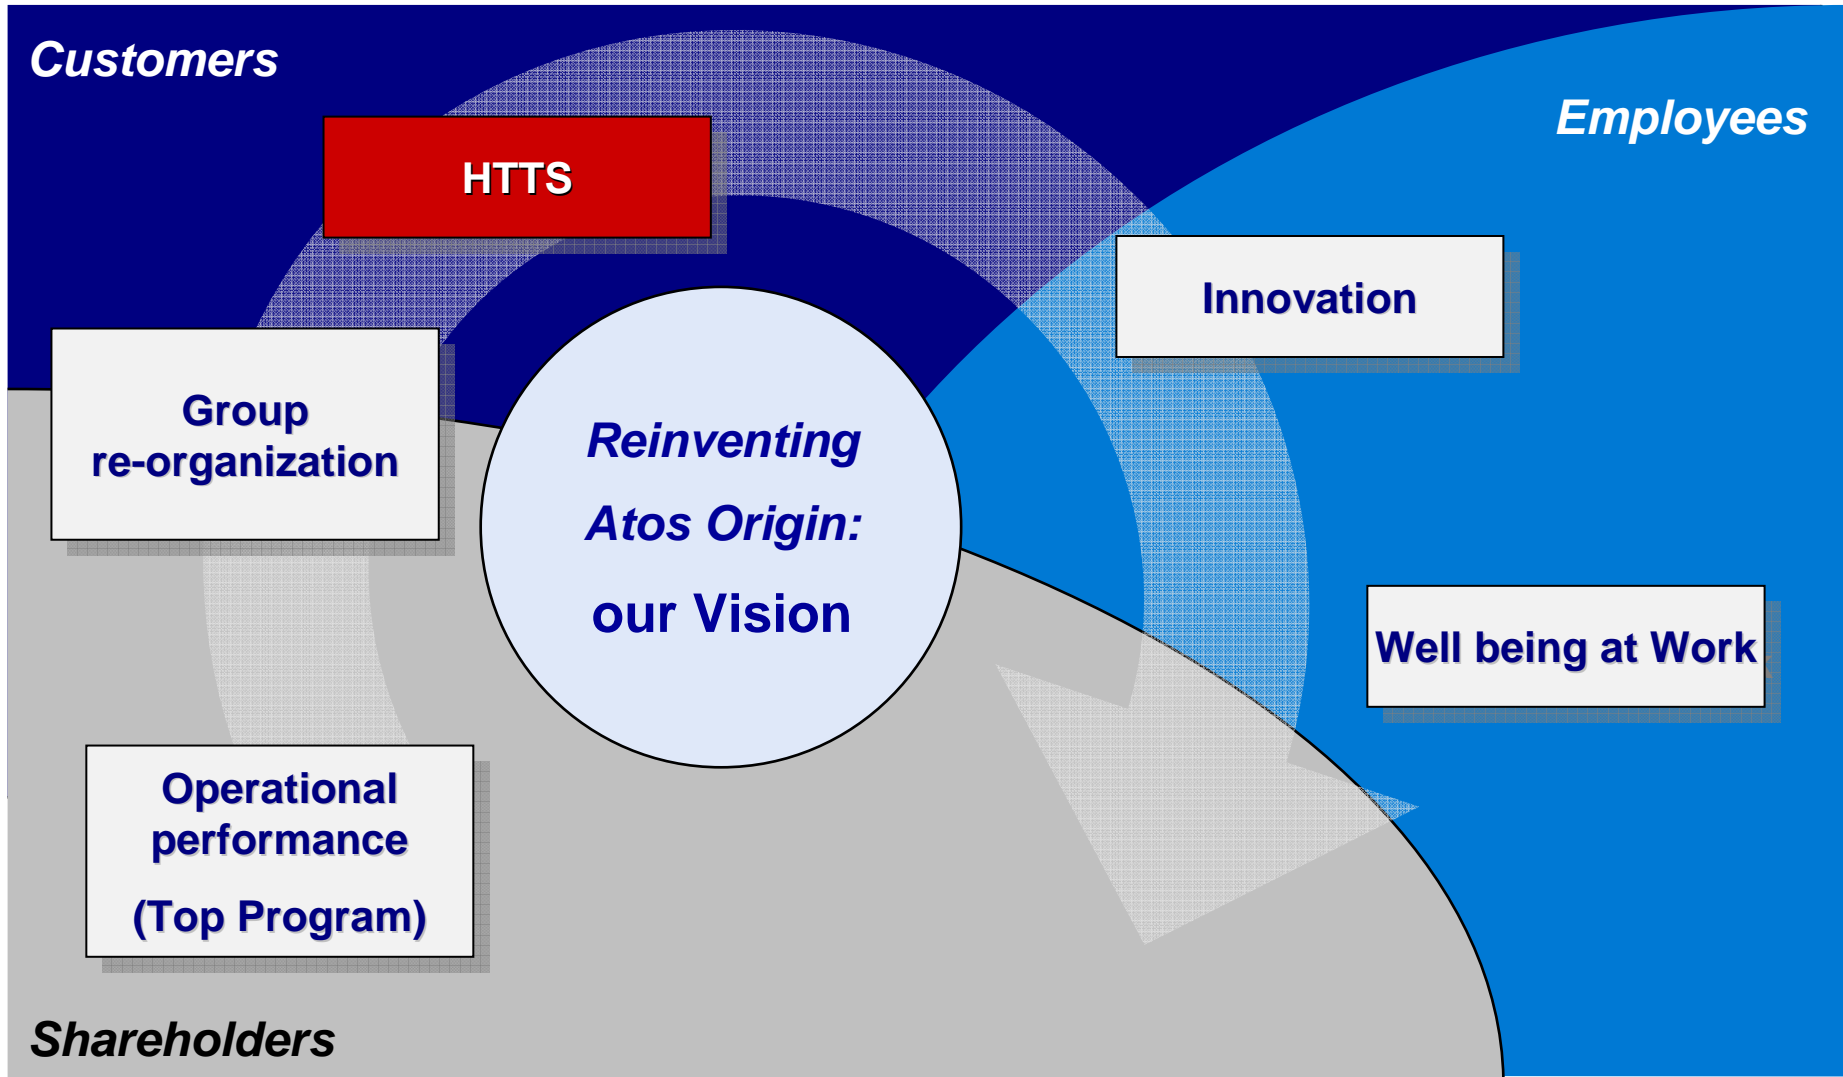 Customers
Employees
HTTS
Innovation
Group
re-organization
Reinventing
Atos Origin:
our Vision
Well being at Work
Operational
performance
(Top Program)
Shareholders